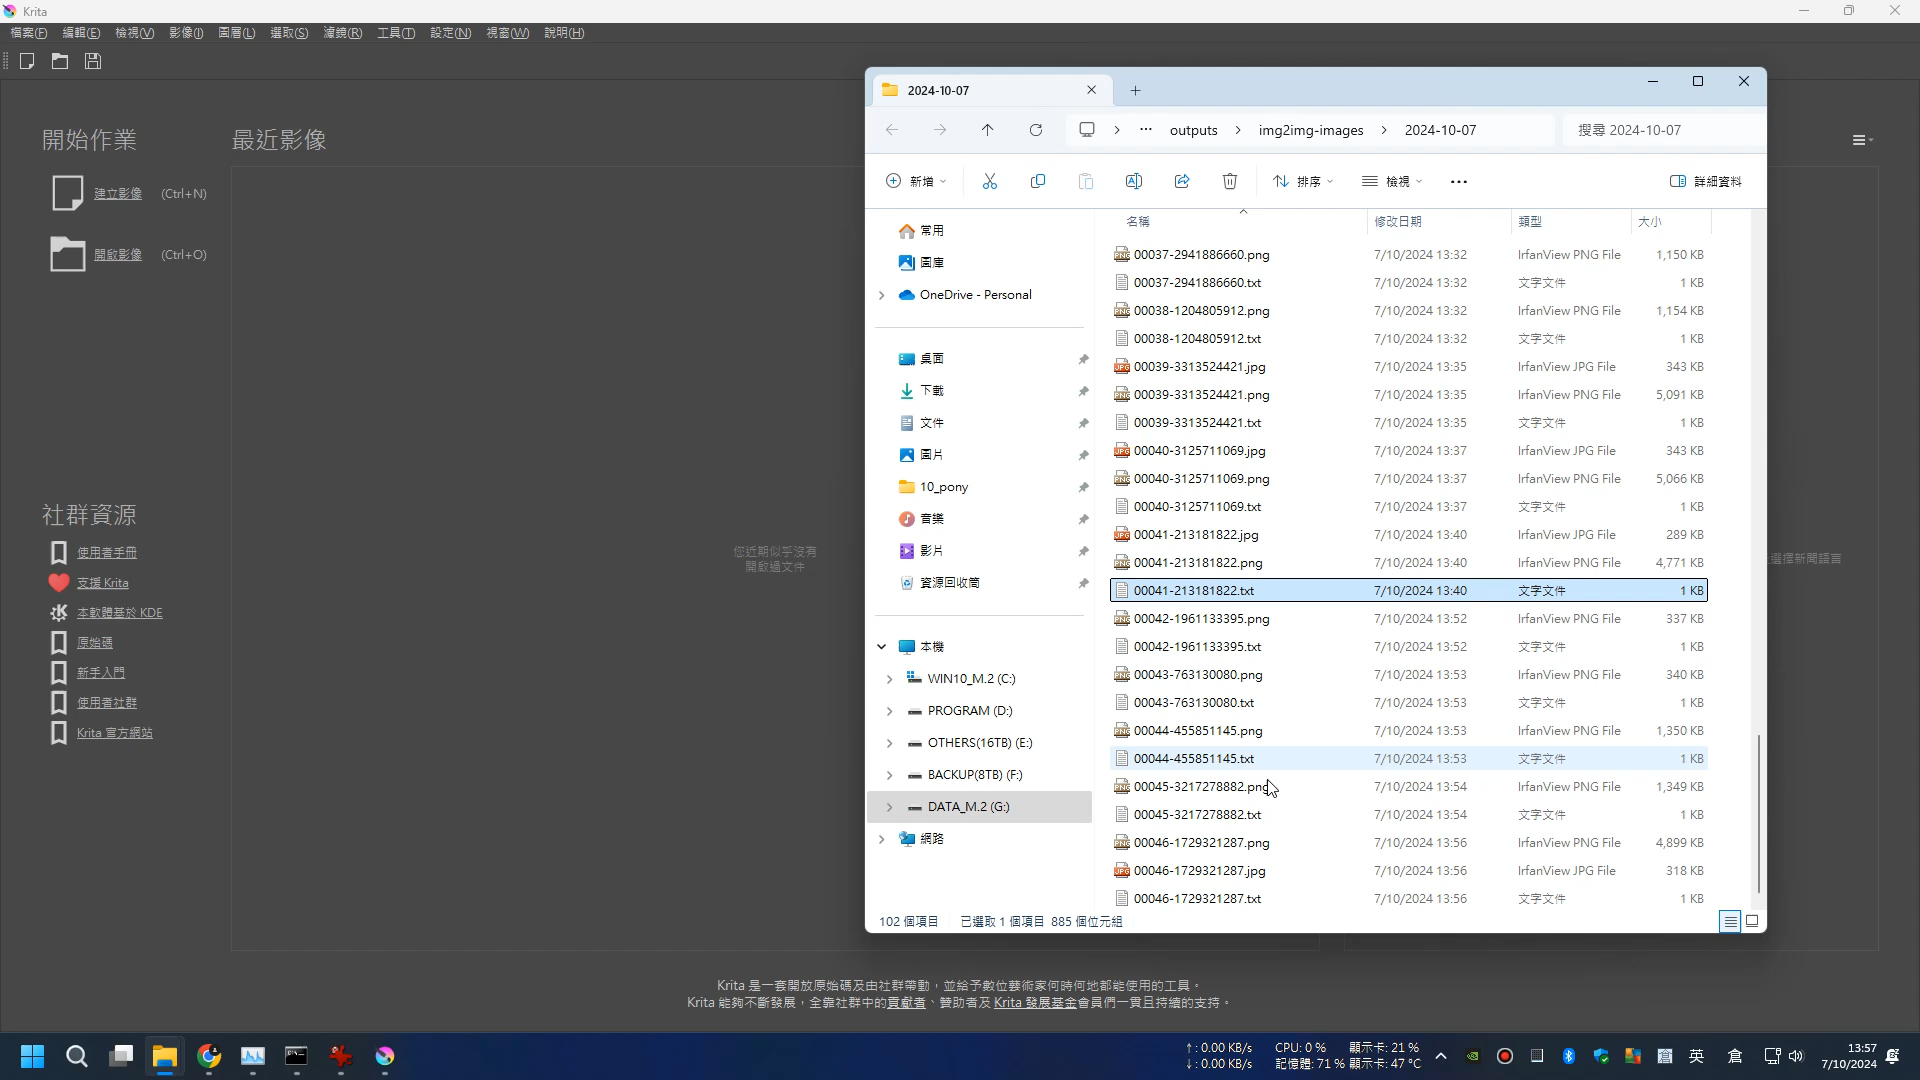 Krita
檔案(F) 編輯(E) 檢視(V) 影像(I) 圖層(L) 選取(S) 濾鏡(R) 工具(T) 設定(N) 視窗(W) 說明(H)
開始作業
最近影像
建立影像 (Ctrl+N)
開啟影像 (Ctrl+O)
社群資源
使用者手冊
支援 Krita
本軟體基於 KDE
原始碼
新手入門
使用者社群
Krita 官方網站
您近期似乎沒有
開啟過文件
選擇新聞語言
Krita 是一套開放原始碼及由社群帶動，並給予數位藝術家何時何地都能使用的工具。
Krita 能夠不斷發展，全靠社群中的貢獻者、贊助者及 Krita 發展基金會員們一貫且持續的支持。
2024-10-07
outputs > img2img-images > 2024-10-07
搜尋 2024-10-07
新增 排序 檢視 詳細資料
常用
圖庫
OneDrive - Personal
桌面
下載
文件
圖片
10_pony
音樂
影片
資源回收筒
本機
WIN10_M.2 (C:)
PROGRAM (D:)
OTHERS(16TB) (E:)
BACKUP(8TB) (F:)
DATA_M.2 (G:)
網路
名稱 修改日期 類型 大小
00037-2941886660.png 7/10/2024 13:32 IrfanView PNG File 1,150 KB
00037-2941886660.txt 7/10/2024 13:32 文字文件 1 KB
00038-1204805912.png 7/10/2024 13:32 IrfanView PNG File 1,154 KB
00038-1204805912.txt 7/10/2024 13:32 文字文件 1 KB
00039-3313524421.jpg 7/10/2024 13:35 IrfanView JPG File 343 KB
00039-3313524421.png 7/10/2024 13:35 IrfanView PNG File 5,091 KB
00039-3313524421.txt 7/10/2024 13:35 文字文件 1 KB
00040-3125711069.jpg 7/10/2024 13:37 IrfanView JPG File 343 KB
00040-3125711069.png 7/10/2024 13:37 IrfanView PNG File 5,066 KB
00040-3125711069.txt 7/10/2024 13:37 文字文件 1 KB
00041-213181822.jpg 7/10/2024 13:40 IrfanView JPG File 289 KB
00041-213181822.png 7/10/2024 13:40 IrfanView PNG File 4,771 KB
00041-213181822.txt 7/10/2024 13:40 文字文件 1 KB
00042-1961133395.png 7/10/2024 13:52 IrfanView PNG File 337 KB
00042-1961133395.txt 7/10/2024 13:52 文字文件 1 KB
00043-763130080.png 7/10/2024 13:53 IrfanView PNG File 340 KB
00043-763130080.txt 7/10/2024 13:53 文字文件 1 KB
00044-455851145.png 7/10/2024 13:53 IrfanView PNG File 1,350 KB
00044-455851145.txt 7/10/2024 13:53 文字文件 1 KB
00045-3217278882.png 7/10/2024 13:54 IrfanView PNG File 1,349 KB
00045-3217278882.txt 7/10/2024 13:54 文字文件 1 KB
00046-1729321287.png 7/10/2024 13:56 IrfanView PNG File 4,899 KB
00046-1729321287.jpg 7/10/2024 13:56 IrfanView JPG File 318 KB
00046-1729321287.txt 7/10/2024 13:56 文字文件 1 KB
102 個項目 已選取 1 個項目 885 個位元組
↑: 0.00 KB/s CPU: 0 % 顯示卡: 21 %
↓: 0.00 KB/s 記憶體: 71 % 顯示卡: 47 °C
英 倉
13:57
7/10/2024